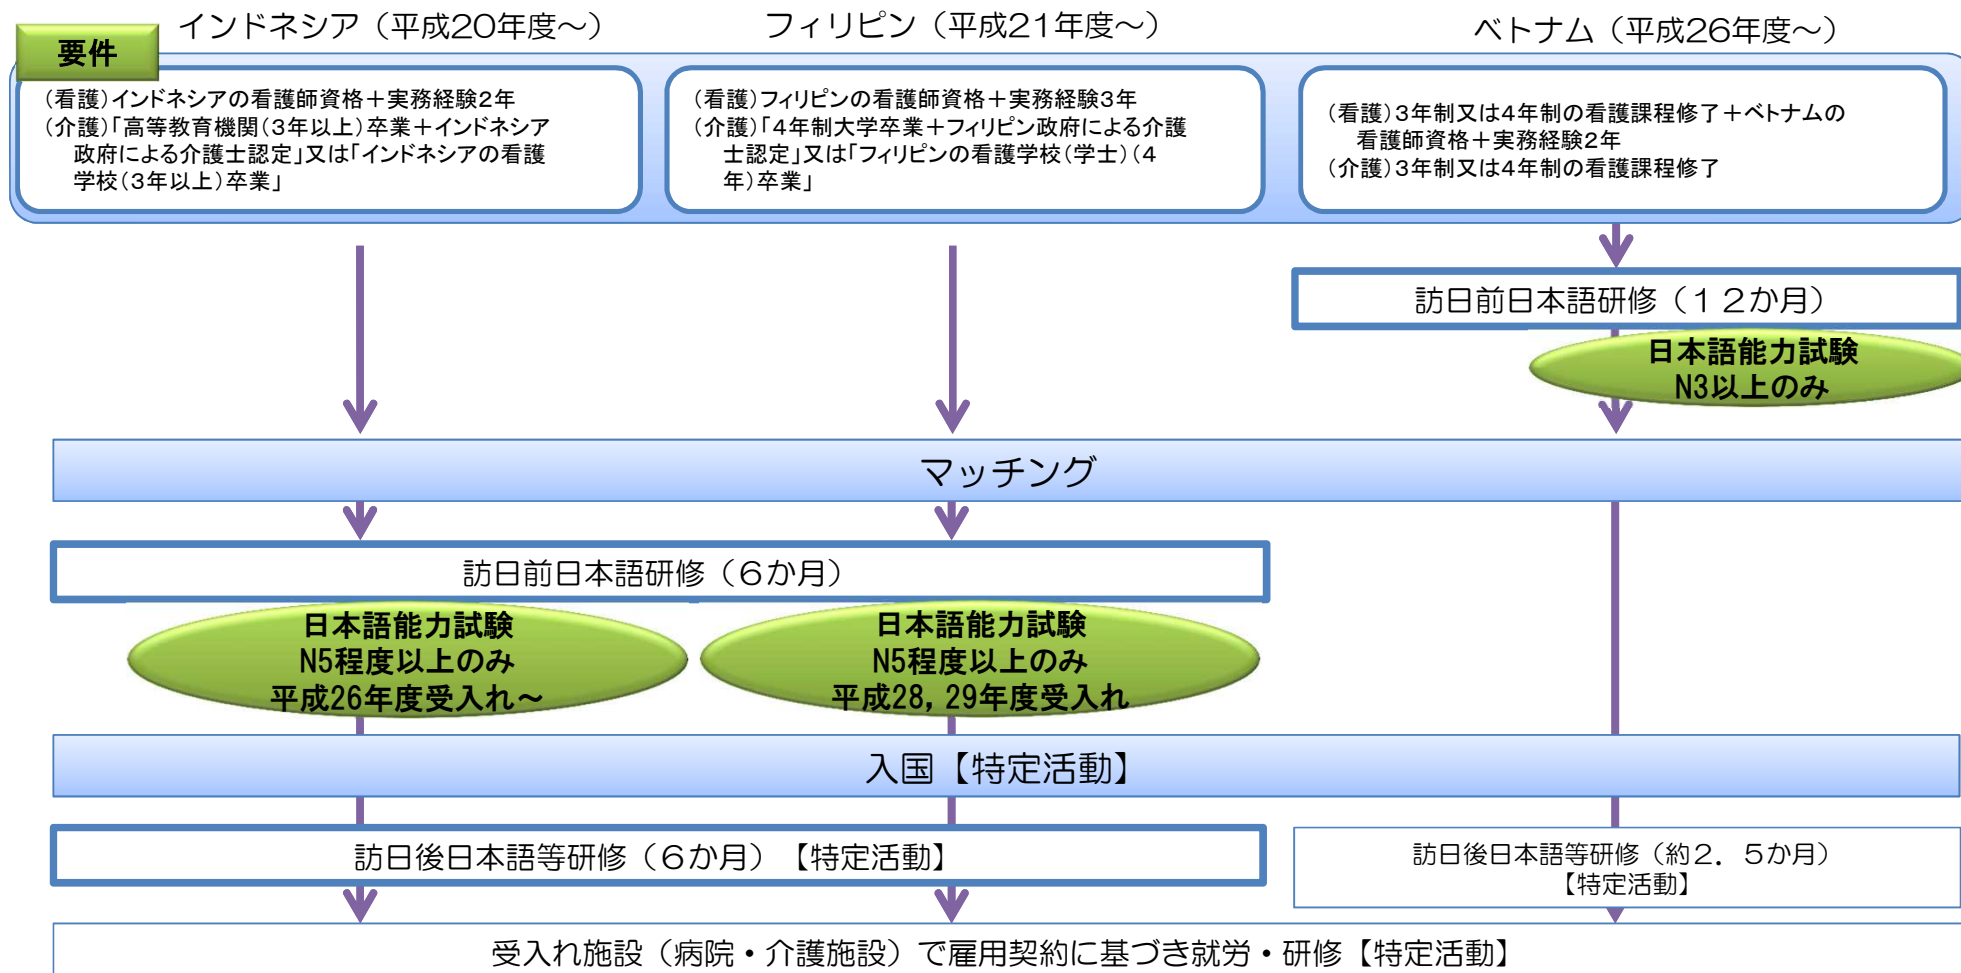 インドネシア（平成20年度～）
フィリピン（平成21年度～）
ベトナム（平成26年度～）
要件
（看護）インドネシアの看護師資格＋実務経験2年
（介護）「高等教育機関（3年以上）卒業＋インドネシア
政府による介護士認定」又は「インドネシアの看護
学校（3年以上）卒業」
（看護）フィリピンの看護師資格＋実務経験3年
（介護）「4年制大学卒業＋フィリピン政府による介護
士認定」又は「フィリピンの看護学校（学士）（4
年）卒業」
（看護）3年制又は4年制の看護課程修了＋ベトナムの
看護師資格＋実務経験2年
（介護）3年制又は4年制の看護課程修了
訪日前日本語研修（１２か月）
日本語能力試験
N3以上のみ
マッチング
訪日前日本語研修（６か月）
日本語能力試験
N5程度以上のみ
平成26年度受入れ～
日本語能力試験
N5程度以上のみ
平成28，29年度受入れ
入国【特定活動】
訪日後日本語等研修（６か月）【特定活動】
訪日後日本語等研修（約２．５か月）
【特定活動】
受入れ施設（病院・介護施設）で雇用契約に基づき就労・研修【特定活動】